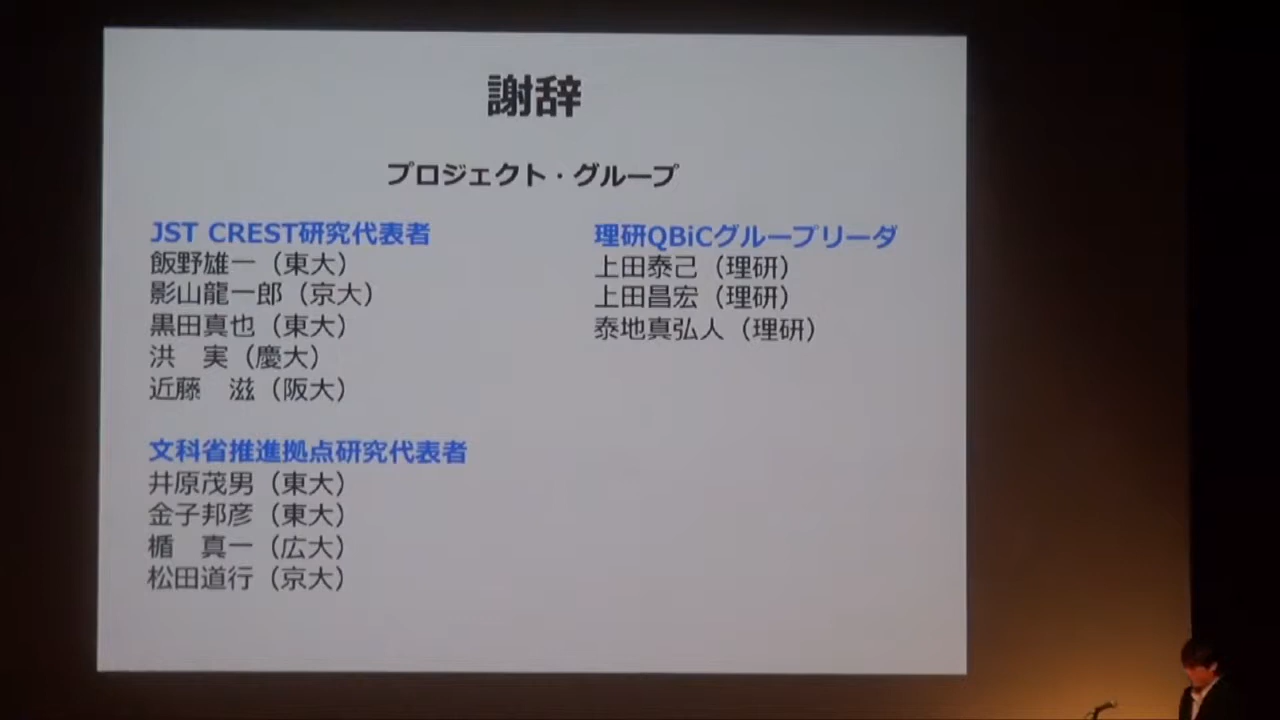 謝辞
プロジェクト・グループ
JST CREST研究代表者
飯野雄一（東大）
影山龍一郎（京大）
黒田真也（東大）
洪　実（慶大）
近藤　滋（阪大）
文科省推進拠点研究代表者
井原茂男（東大）
金子邦彦（東大）
楯　真一（広大）
松田道行（京大）
理研QBiCグループリーダ
上田泰己（理研）
上田昌宏（理研）
泰地真弘人（理研）